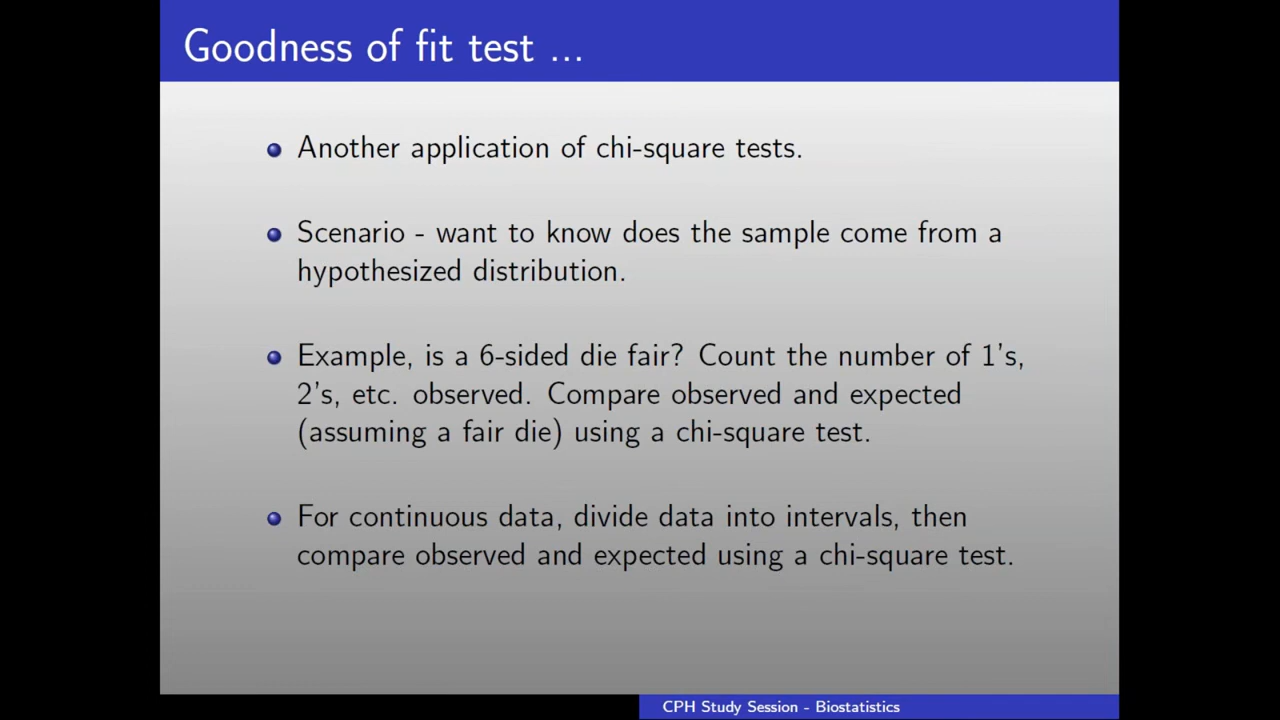 Goodness of fit test ...
Another application of chi-square tests.
Scenario - want to know does the sample come from a
hypothesized distribution.
Example, is a 6-sided die fair? Count the number of 1's,
2's, etc. observed. Compare observed and expected
(assuming a fair die) using a chi-square test.
For continuous data, divide data into intervals, then
compare observed and expected using a chi-square test.
CPH Study Session - Biostatistics